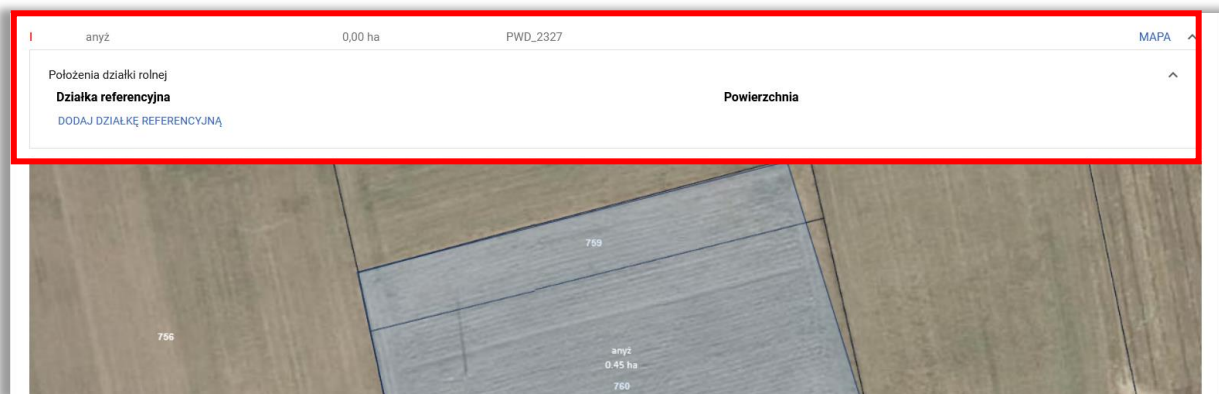 I anyż 0,00 ha PWD_2327 MAPA
Położenia działki rolnej
Działka referencyjna Powierzchnia
DODAJ DZIAŁKĘ REFERENCYJNĄ
759
756
anyż
0.45 ha
760